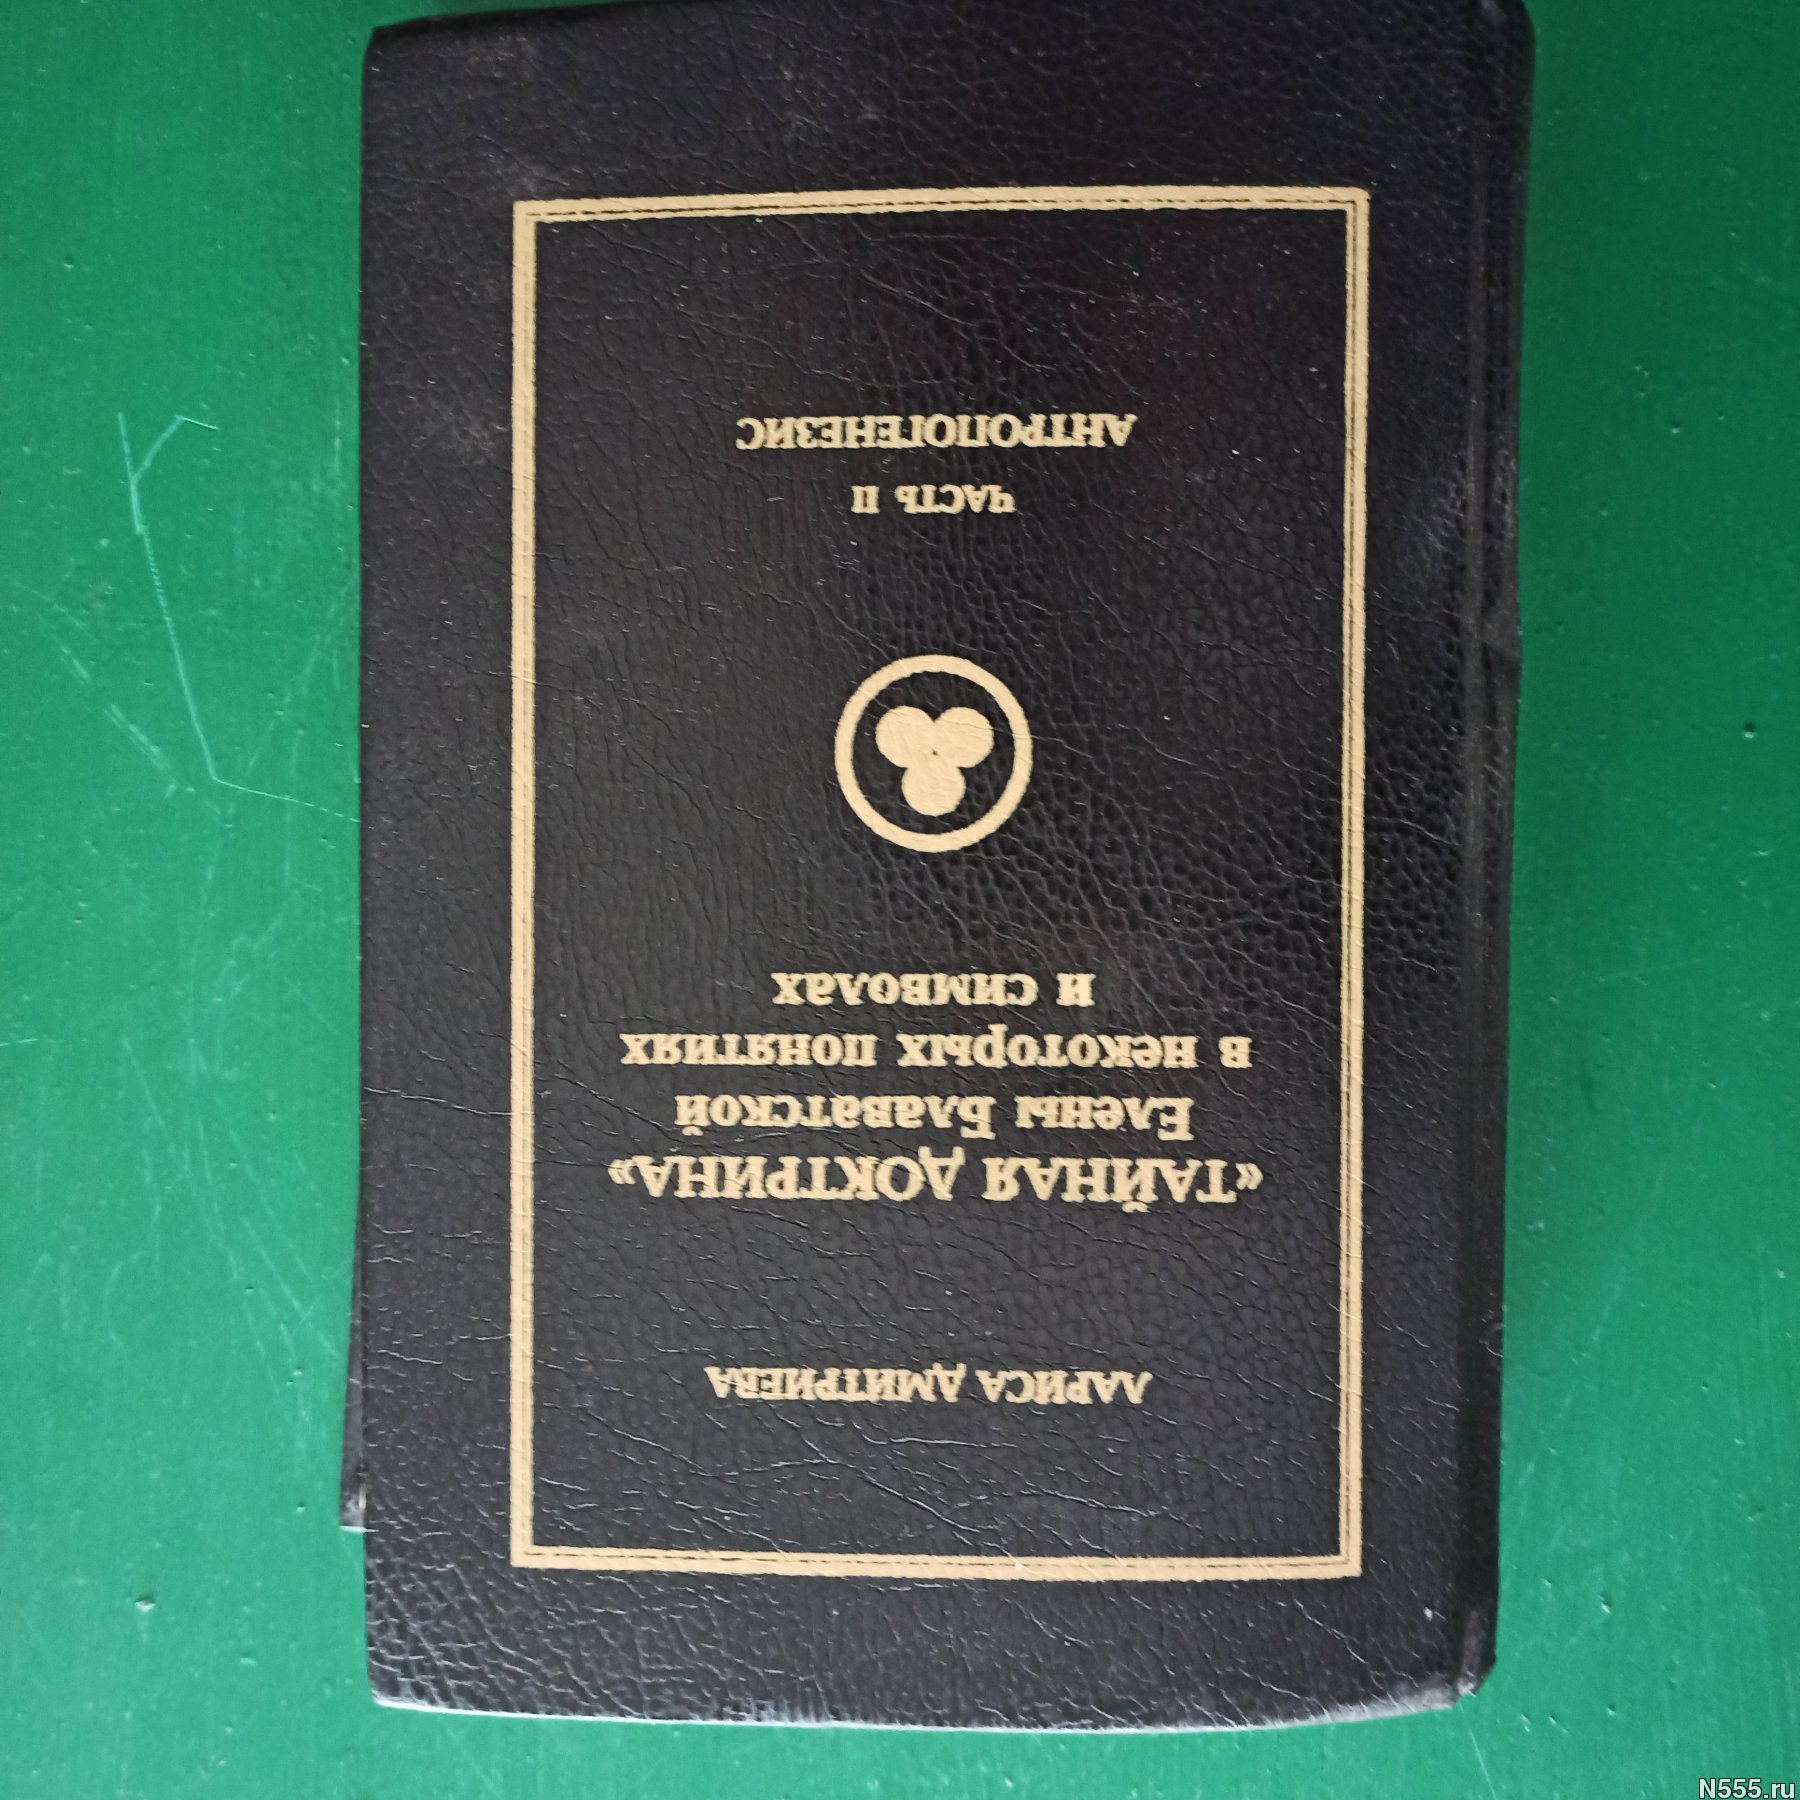 ЛАРИСА ДМИТРИЕВА
«ТАЙНАЯ ДОКТРИНА»
Елены Блаватской
в некоторых понятиях
и символах
ЧАСТЬ II
АНТРОПОГЕНЕЗИС
N555.ru